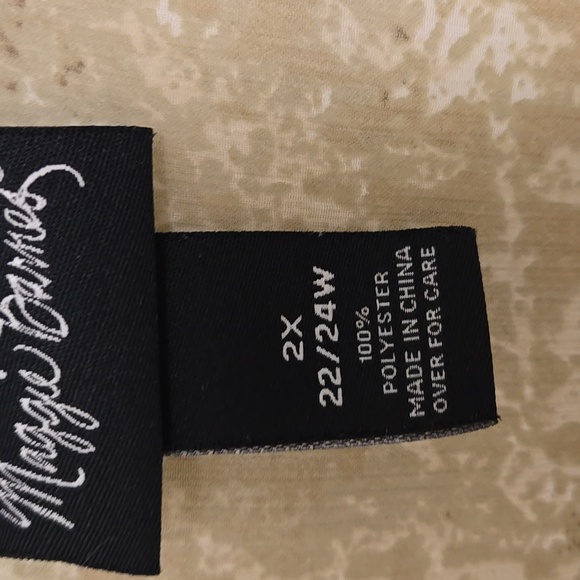 Maggie Barnes
2X
22/24W
100%
POLYESTER
MADE IN CHINA
OVER FOR CARE